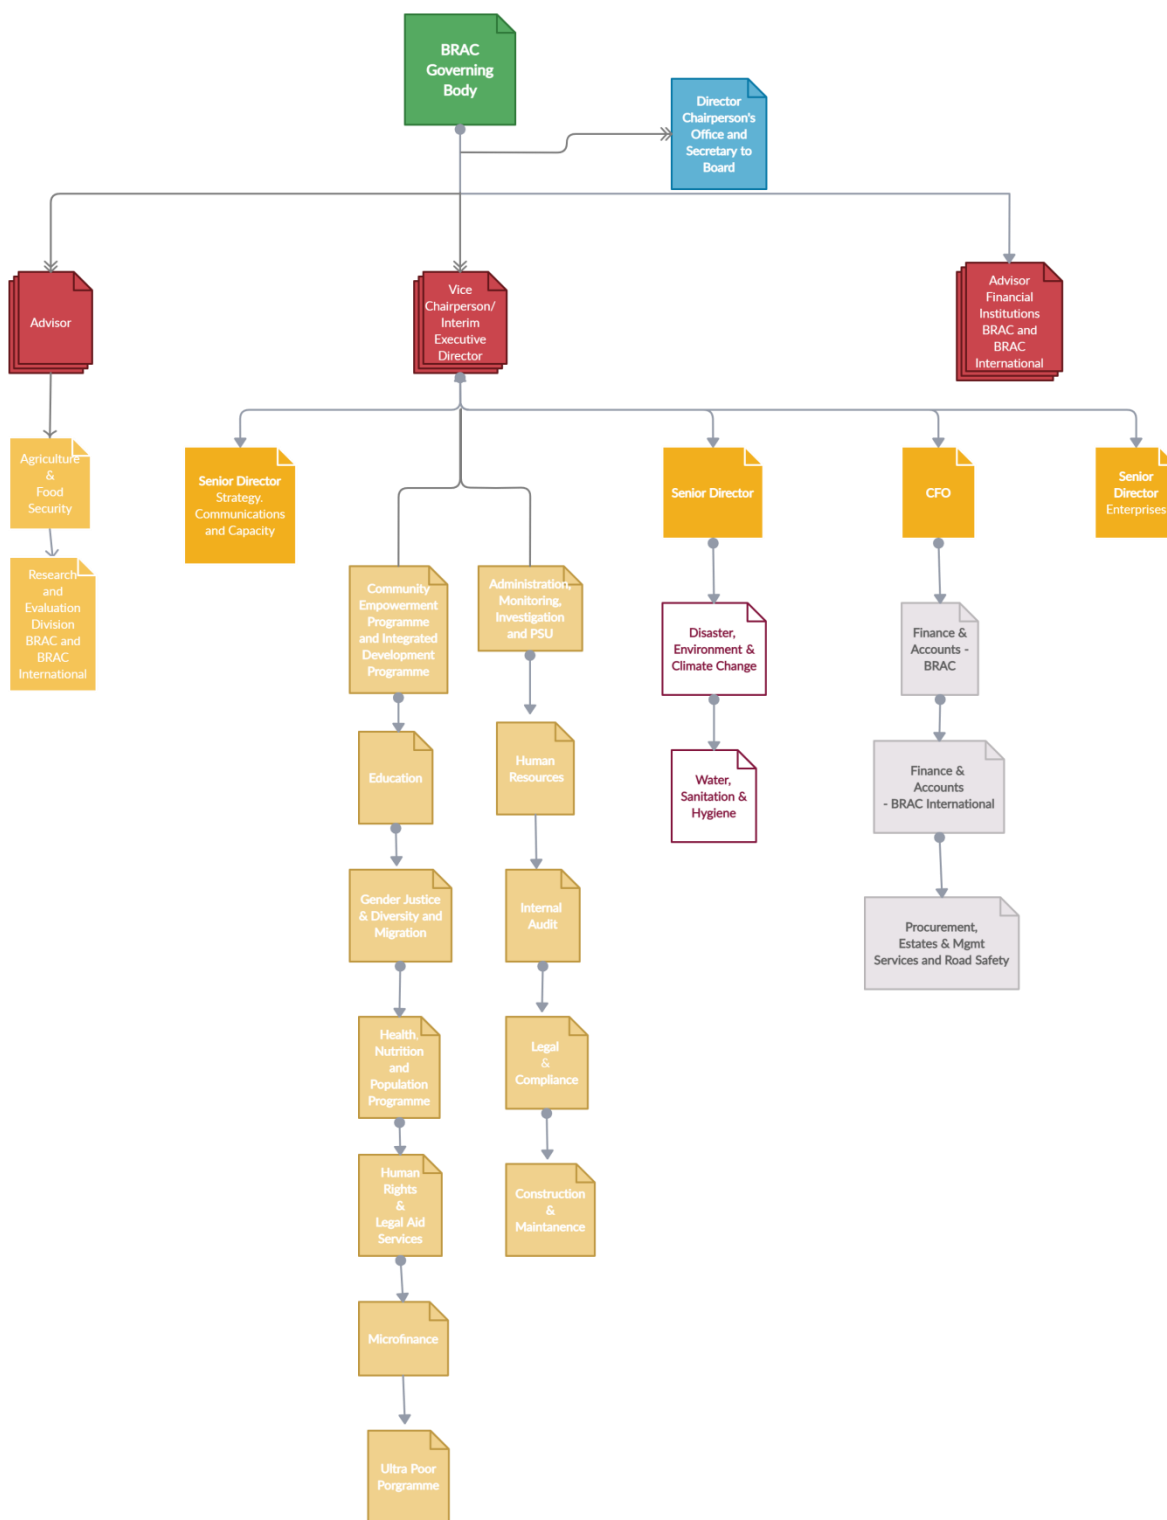 BRAC
Governing
Body
Director
Chairperson's
Office and
Secretary to
Board
Advisor
Vice
Chairperson/
Interim
Executive
Director
Advisor
Financial
Institutions
BRAC and
BRAC
International
Agriculture
&
Food
Security
Research
and
Evaluation
Division
BRAC and
BRAC
International
Senior Director
Strategy.
Communications
and Capacity
Senior Director
CFO
Senior
Director
Enterprises
Community
Empowerment
Programme
and Integrated
Development
Programme
Education
Gender Justice
& Diversity and
Migration
Health.
Nutrition
and
Population
Programme
Human
Rights
&
Legal Aid
Services
Microfinance
Ultra Poor
Porgramme
Administration,
Monitoring,
Investigation
and PSU
Human
Resources
Internal
Audit
Legal
&
Compliance
Construction
&
Maintanence
Disaster,
Environment &
Climate Change
Water,
Sanitation &
Hygiene
Finance &
Accounts -
BRAC
Finance &
Accounts
- BRAC International
Procurement,
Estates & Mgmt
Services and Road Safety